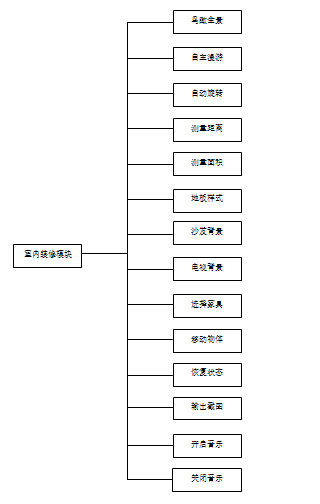 鸟瞰全景
自主漫游
自动旋转
测量距离
测量面积
地板样式
沙发背景
电视背景
选择家具
移动物体
恢复状态
输出截图
开启音乐
关闭音乐
室内装修模块